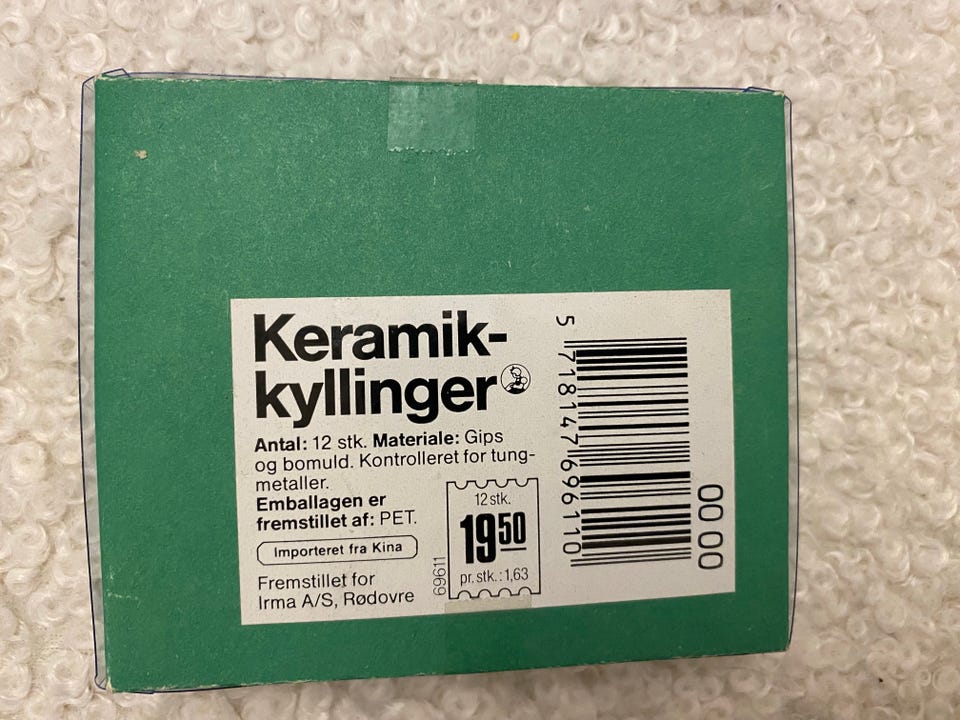 Keramik-
kyllinger
Antal: 12 stk. Materiale: Gips
og bomuld. Kontrolleret for tung-
metaller.
Emballagen er
fremstillet af: PET.
Importeret fra Kina
Fremstillet for
Irma A/S, Rødovre
69611
12 stk.
19 50
pr. stk.: 1,63
5 718147 696110
00 00